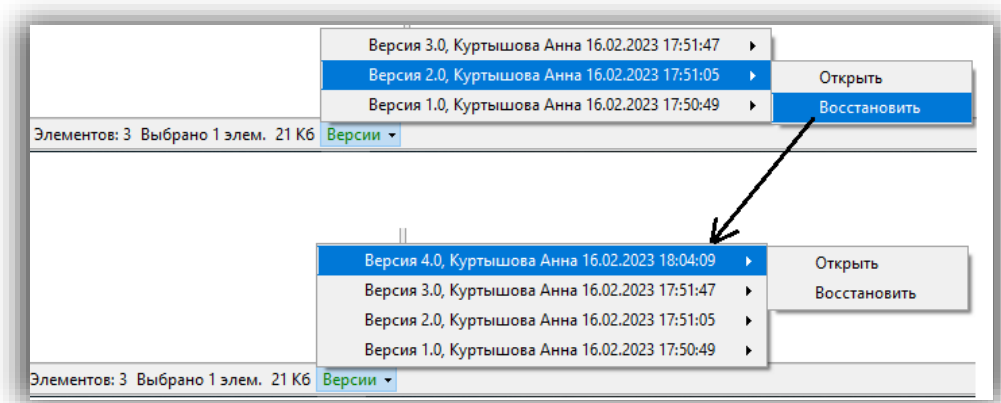 Версия 3.0, Куртышова Анна 16.02.2023 17:51:47
Версия 2.0, Куртышова Анна 16.02.2023 17:51:05
Открыть
Версия 1.0, Куртышова Анна 16.02.2023 17:50:49
Восстановить
Элементов: 3 Выбрано 1 элем. 21 Кб Версии
Версия 4.0, Куртышова Анна 16.02.2023 18:04:09
Открыть
Версия 3.0, Куртышова Анна 16.02.2023 17:51:47
Восстановить
Версия 2.0, Куртышова Анна 16.02.2023 17:51:05
Версия 1.0, Куртышова Анна 16.02.2023 17:50:49
Элементов: 3 Выбрано 1 элем. 21 Кб Версии